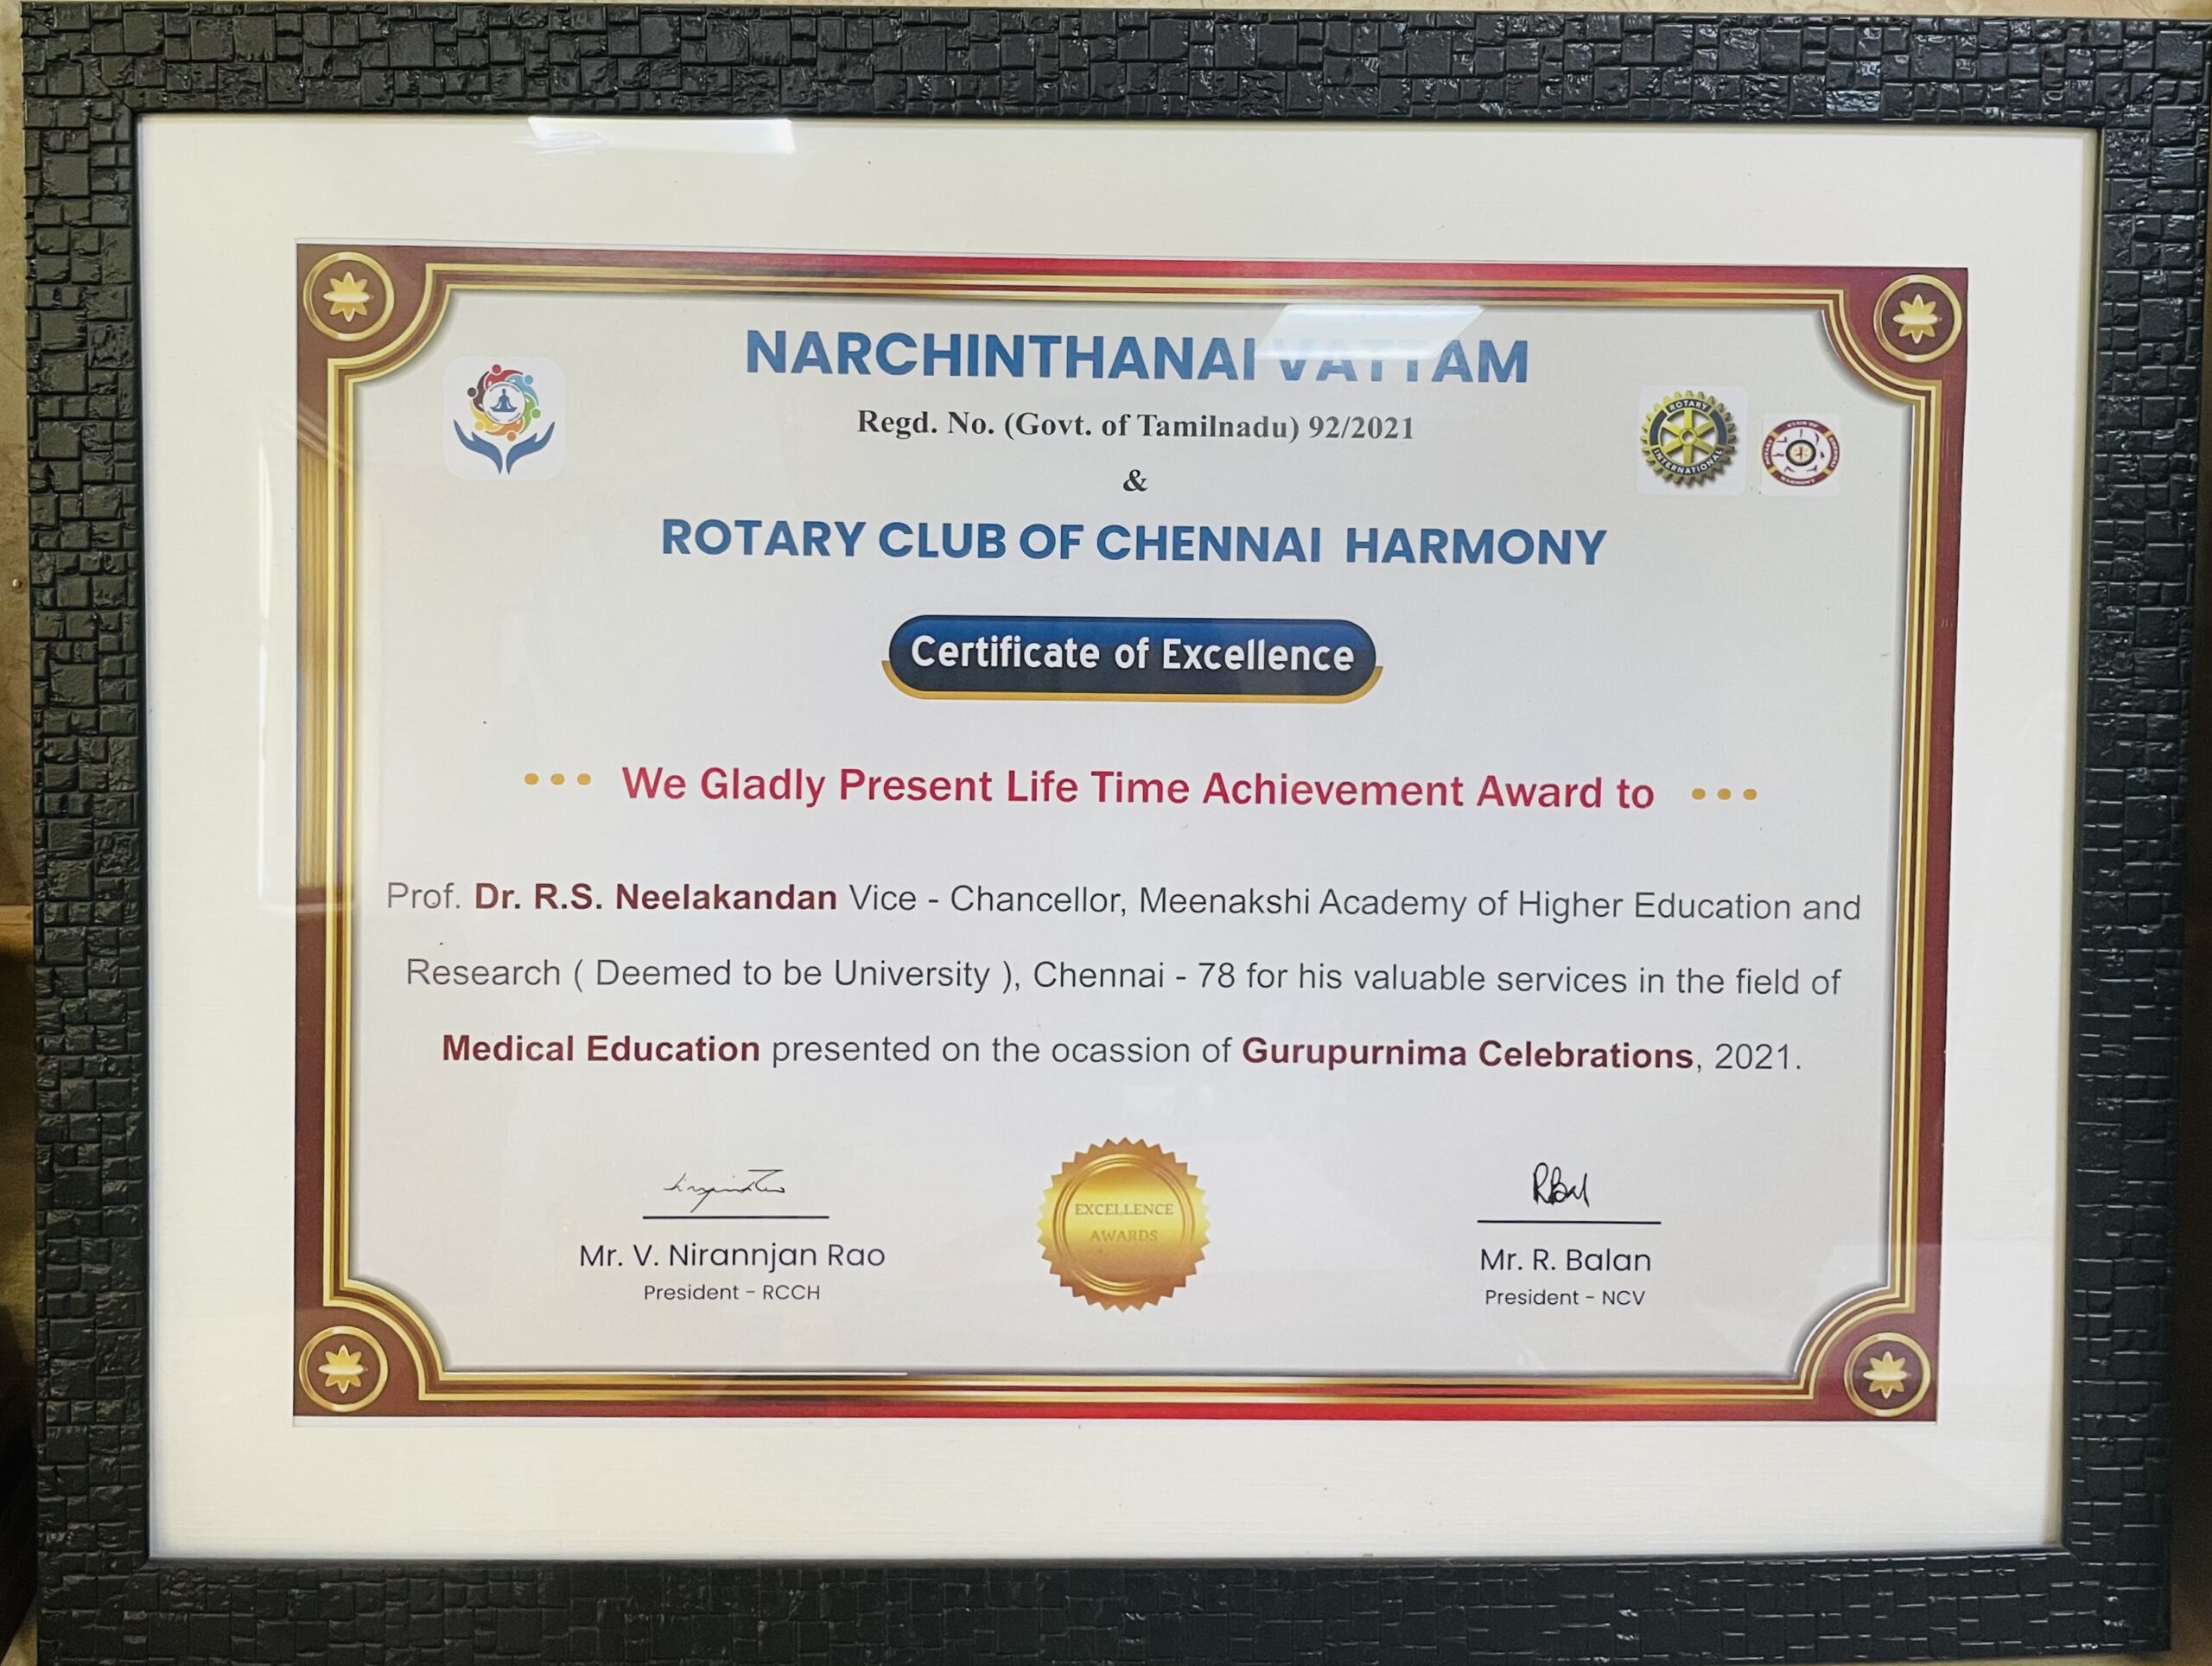 NARCHINTHANAI VATTAM
Regd. No. (Govt. of Tamilnadu) 92/2021
&
ROTARY CLUB OF CHENNAI HARMONY
ROTARY
INTERNATIONAL
Certificate of Excellence
We Gladly Present Life Time Achievement Award to
Prof. Dr. R.S. Neelakandan Vice - Chancellor, Meenakshi Academy of Higher Education and
Research ( Deemed to be University ), Chennai - 78 for his valuable services in the field of
Medical Education presented on the ocassion of Gurupurnima Celebrations, 2021.
EXCELLENCE
AWARDS
Mr. V. Nirannjan Rao
President - RCCH
Mr. R. Balan
President - NCV